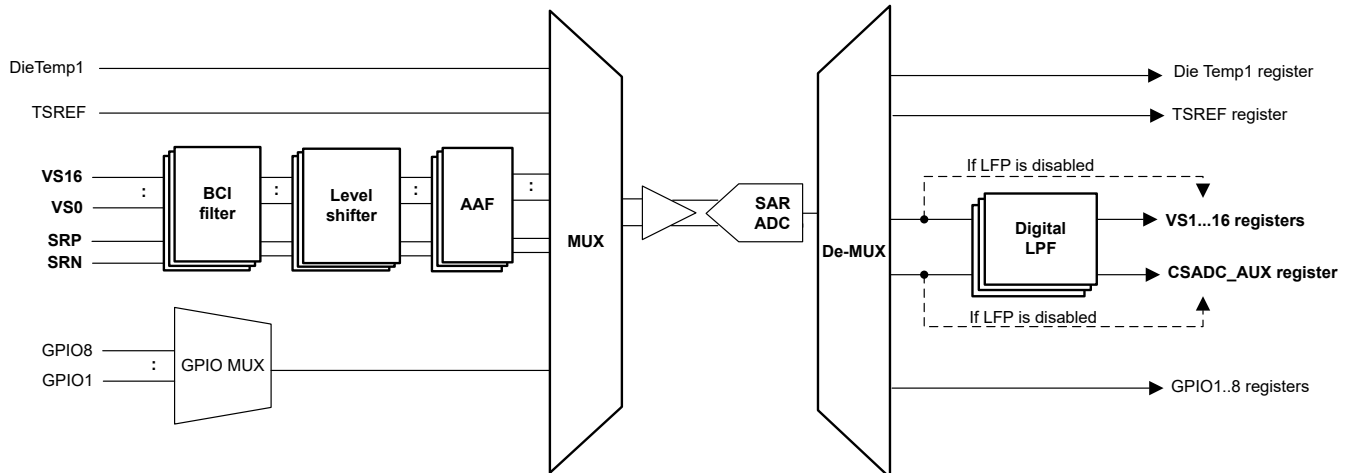 DieTemp1
TSREF
VS16
:
VS0
SRP
SRN
BCI
filter
:
Level
shifter
:
AAF
:
GPIO8
:
GPIO1
GPIO MUX
MUX
SAR
ADC
De-MUX
Die Temp1 register
TSREF register
If LFP is disabled
Digital
LPF
VS1...16 registers
CSADC_AUX register
If LFP is disabled
GPIO1..8 registers